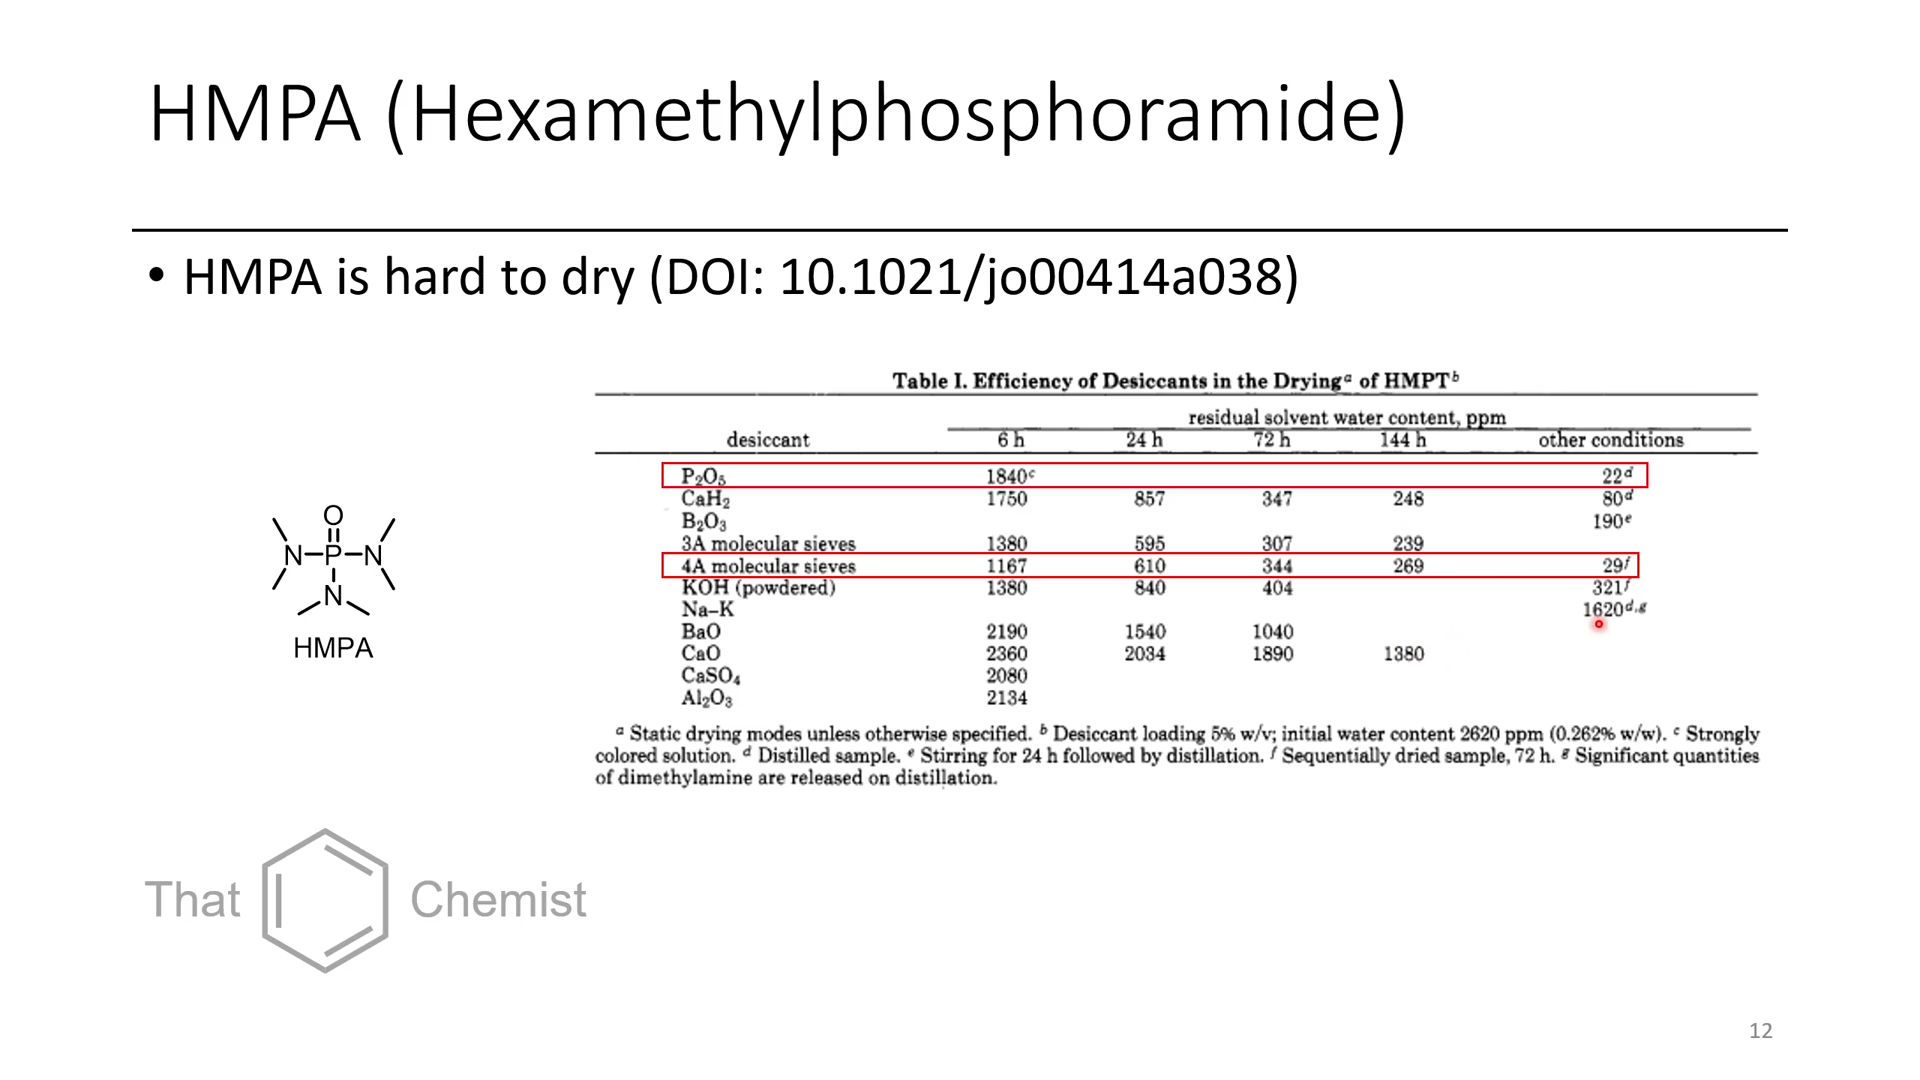 HMPA (Hexamethylphosphoramide)
• HMPA is hard to dry (DOI: 10.1021/jo00414a038)
Table I. Efficiency of Desiccants in the Drying^a of HMPT^b
residual solvent water content, ppm
desiccant 6 h 24 h 72 h 144 h other conditions
P₂O₅ 1840^c 22^d
CaH₂ 1750 857 347 248 80^d
B₂O₃ 190^e
3A molecular sieves 1380 595 307 239
4A molecular sieves 1167 610 344 269 29^f
KOH (powdered) 1380 840 404 321^f
Na–K 1620^d,g
BaO 2190 1540 1040
CaO 2360 2034 1890 1380
CaSO₄ 2080
Al₂O₃ 2134
^a Static drying modes unless otherwise specified. ^b Desiccant loading 5% w/v; initial water content 2620 ppm (0.262% w/w). ^c Strongly
colored solution. ^d Distilled sample. ^e Stirring for 24 h followed by distillation. ^f Sequentially dried sample, 72 h. ^g Significant quantities
of dimethylamine are released on distillation.
O
N–P–N
N
HMPA
That Chemist
12